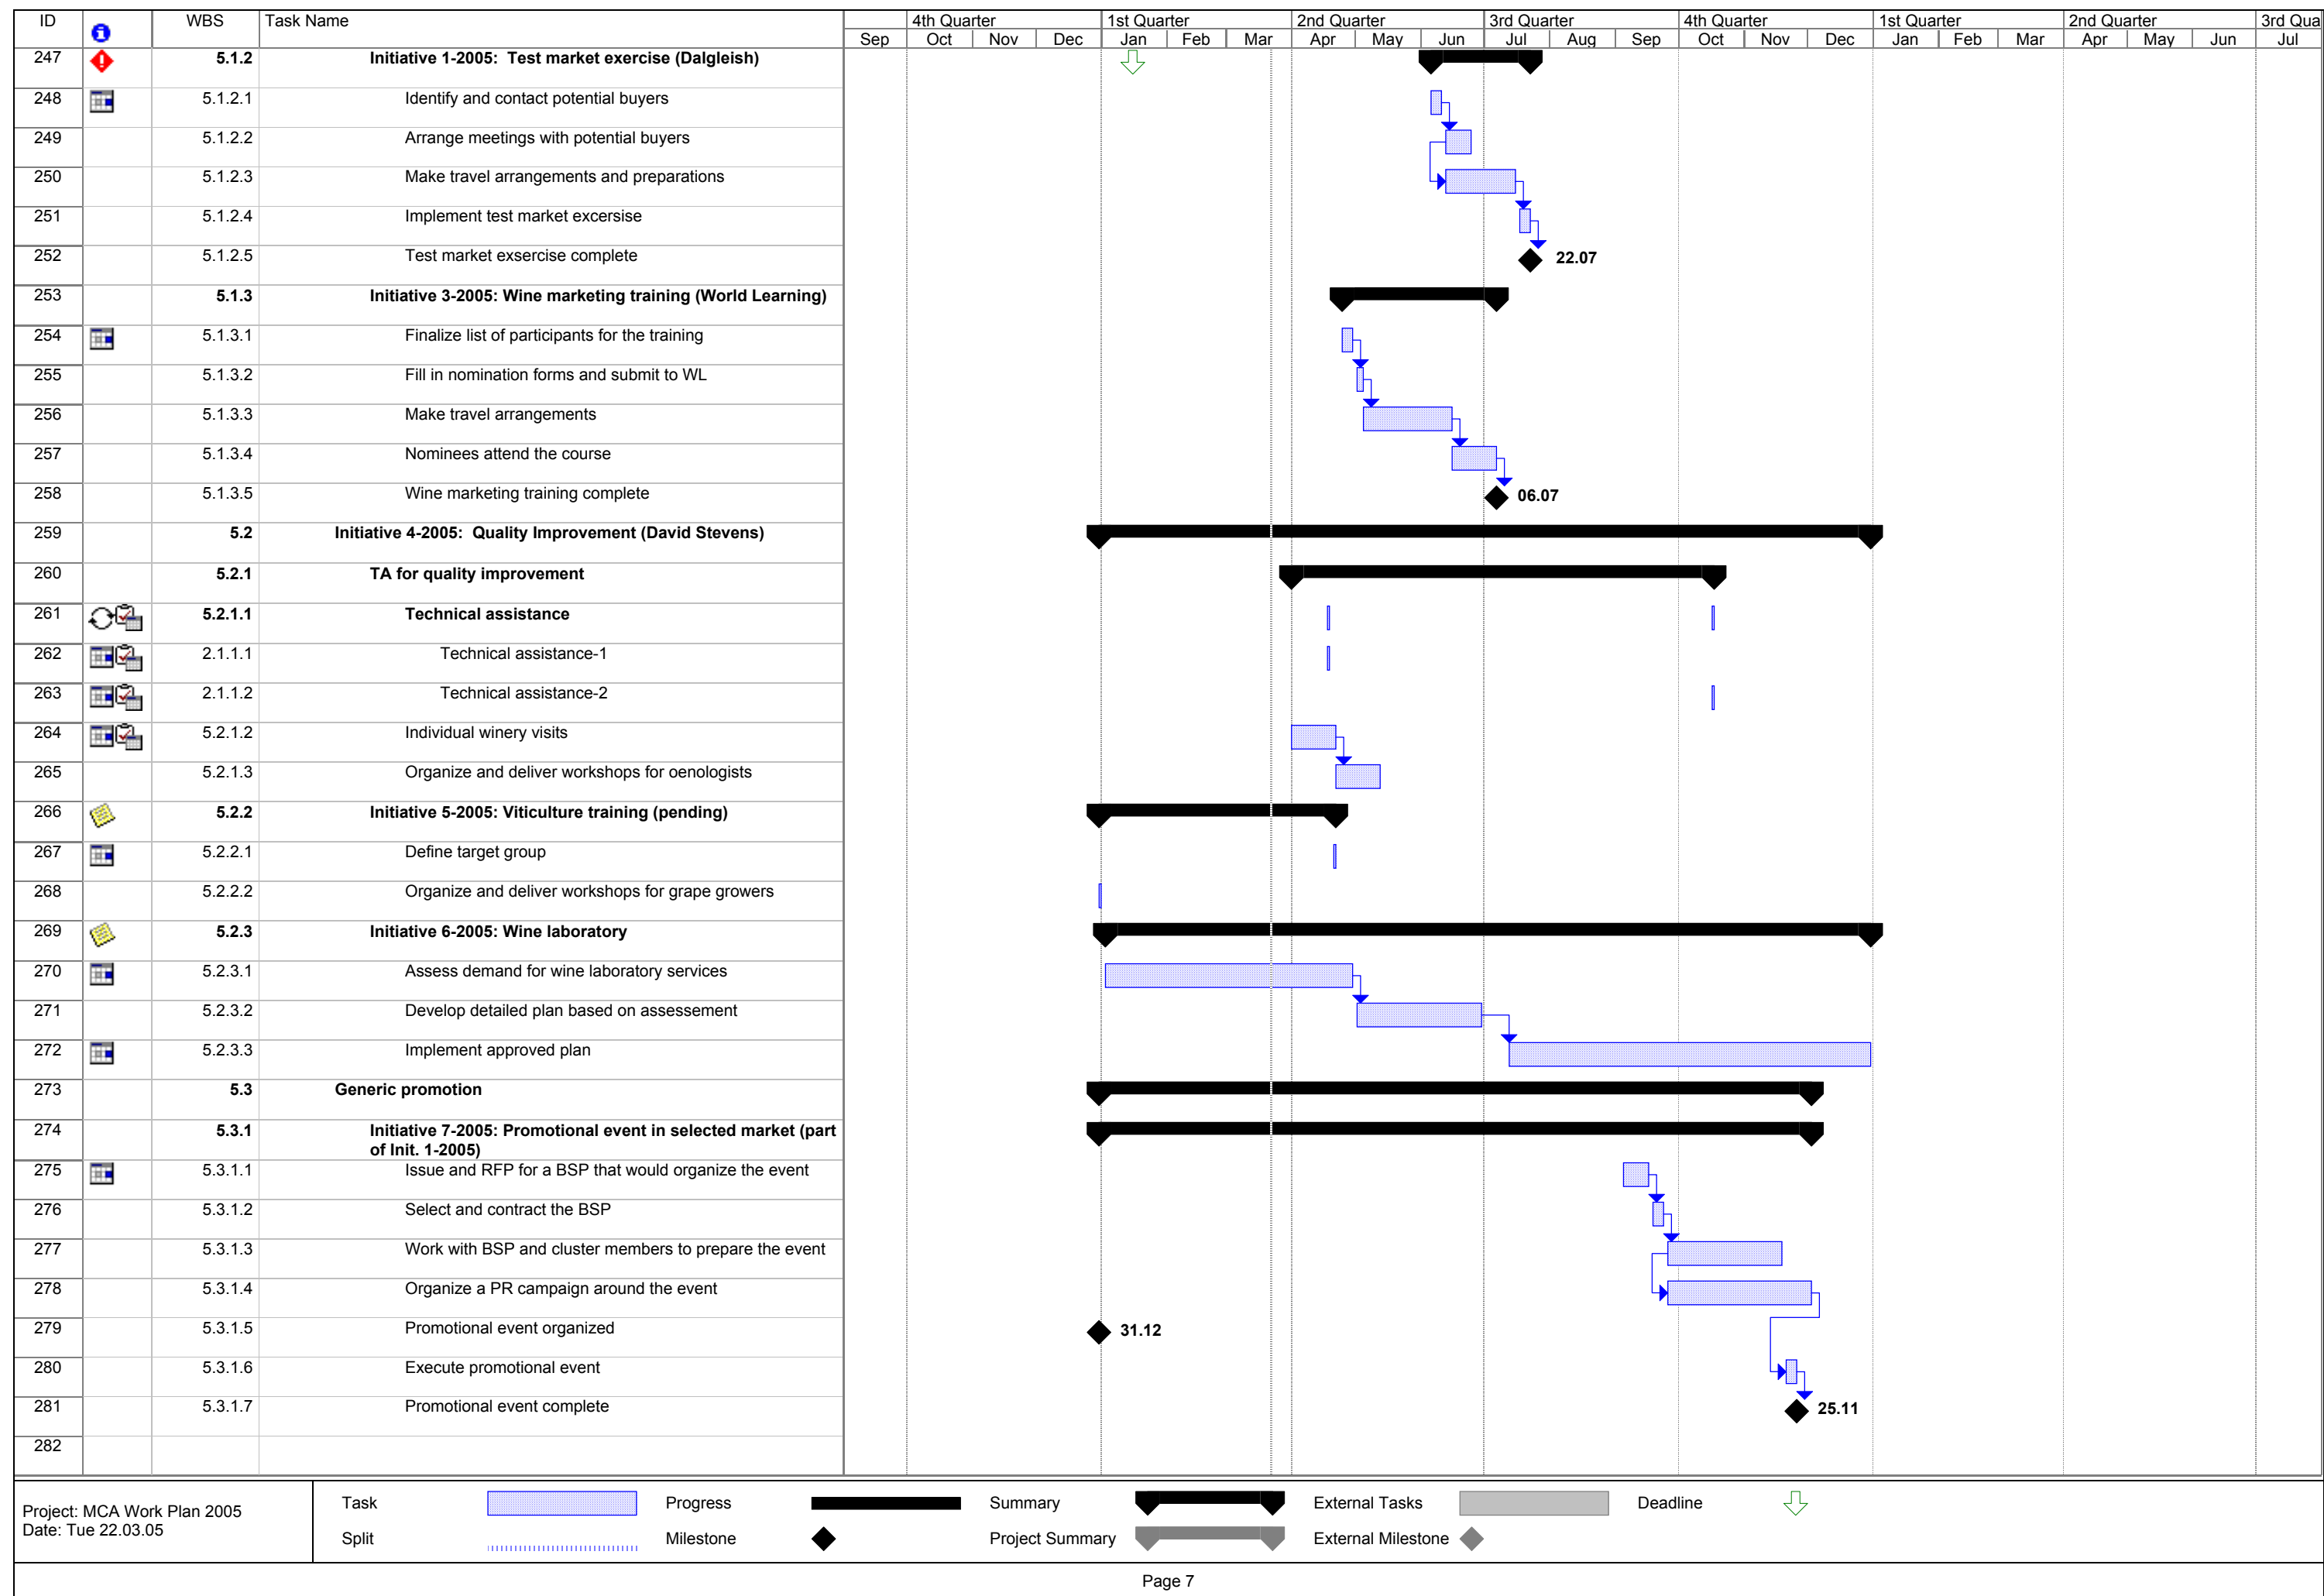 ID WBS Task Name 4th Quarter 1st Quarter 2nd Quarter 3rd Quarter 4th Quarter 1st Quarter 2nd Quarter 3rd Qua
Sep Oct Nov Dec Jan Feb Mar Apr May Jun Jul Aug Sep Oct Nov Dec Jan Feb Mar Apr May Jun Jul
247 5.1.2 Initiative 1-2005: Test market exercise (Dalgleish)
248 5.1.2.1 Identify and contact potential buyers
249 5.1.2.2 Arrange meetings with potential buyers
250 5.1.2.3 Make travel arrangements and preparations
251 5.1.2.4 Implement test market excersise
252 5.1.2.5 Test market exsercise complete 22.07
253 5.1.3 Initiative 3-2005: Wine marketing training (World Learning)
254 5.1.3.1 Finalize list of participants for the training
255 5.1.3.2 Fill in nomination forms and submit to WL
256 5.1.3.3 Make travel arrangements
257 5.1.3.4 Nominees attend the course
258 5.1.3.5 Wine marketing training complete 06.07
259 5.2 Initiative 4-2005: Quality Improvement (David Stevens)
260 5.2.1 TA for quality improvement
261 5.2.1.1 Technical assistance
262 2.1.1.1 Technical assistance-1
263 2.1.1.2 Technical assistance-2
264 5.2.1.2 Individual winery visits
265 5.2.1.3 Organize and deliver workshops for oenologists
266 5.2.2 Initiative 5-2005: Viticulture training (pending)
267 5.2.2.1 Define target group
268 5.2.2.2 Organize and deliver workshops for grape growers
269 5.2.3 Initiative 6-2005: Wine laboratory
270 5.2.3.1 Assess demand for wine laboratory services
271 5.2.3.2 Develop detailed plan based on assessement
272 5.2.3.3 Implement approved plan
273 5.3 Generic promotion
274 5.3.1 Initiative 7-2005: Promotional event in selected market (part
of Init. 1-2005)
275 5.3.1.1 Issue and RFP for a BSP that would organize the event
276 5.3.1.2 Select and contract the BSP
277 5.3.1.3 Work with BSP and cluster members to prepare the event
278 5.3.1.4 Organize a PR campaign around the event
279 5.3.1.5 Promotional event organized 31.12
280 5.3.1.6 Execute promotional event
281 5.3.1.7 Promotional event complete 25.11
282
Project: MCA Work Plan 2005
Date: Tue 22.03.05
Task Progress Summary External Tasks Deadline
Split Milestone Project Summary External Milestone
Page 7